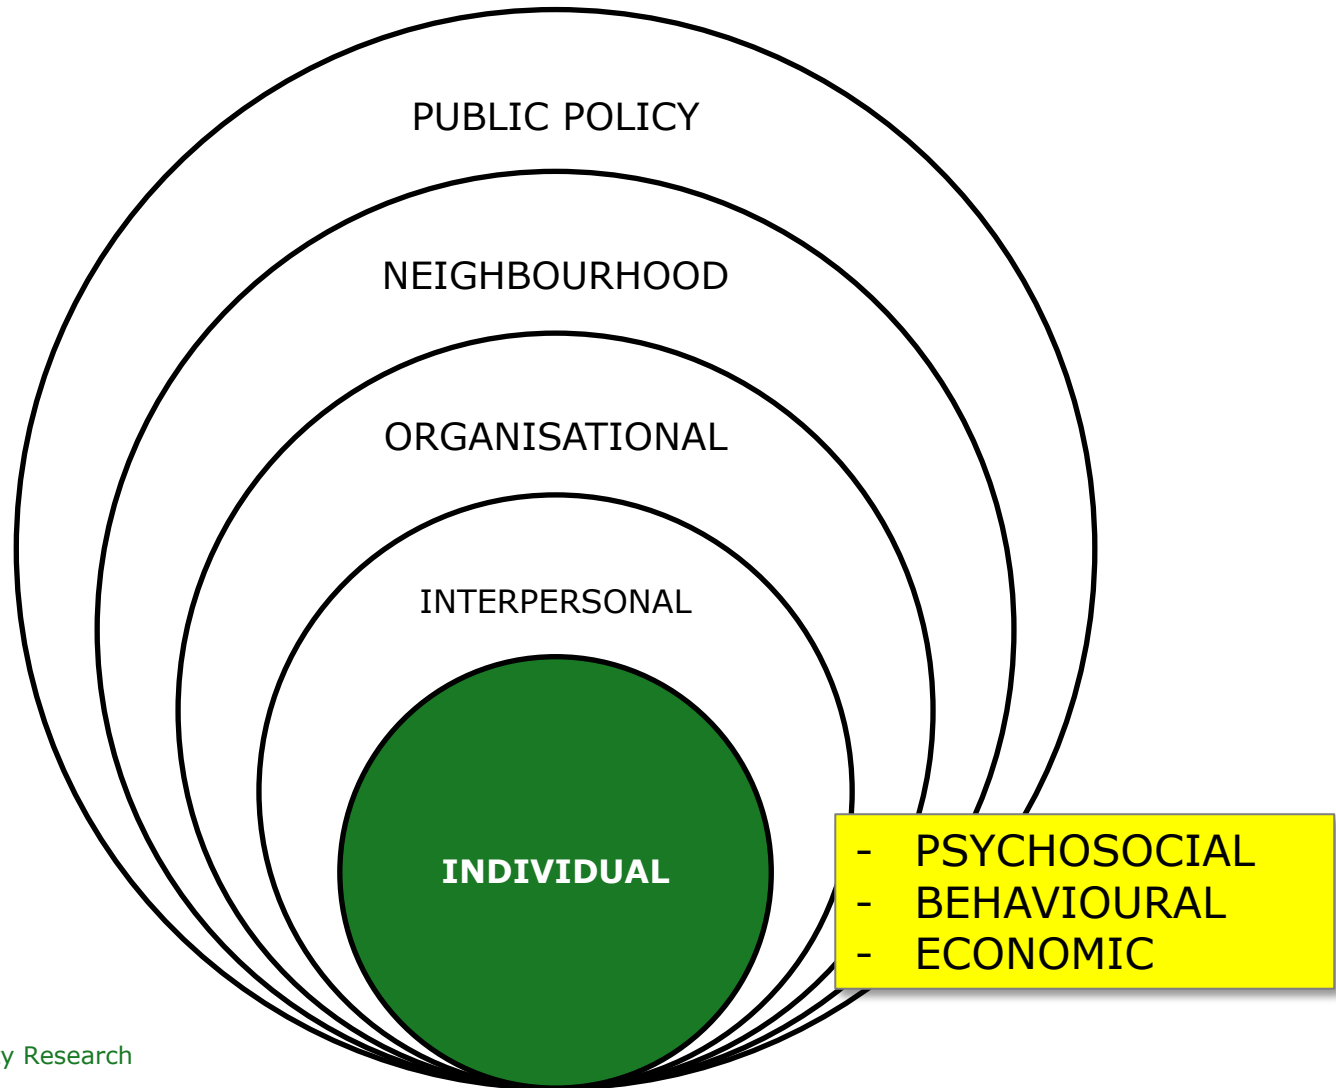 PUBLIC POLICY
NEIGHBOURHOOD
ORGANISATIONAL
INTERPERSONAL
INDIVIDUAL
- PSYCHOSOCIAL
- BEHAVIOURAL
- ECONOMIC
y Research